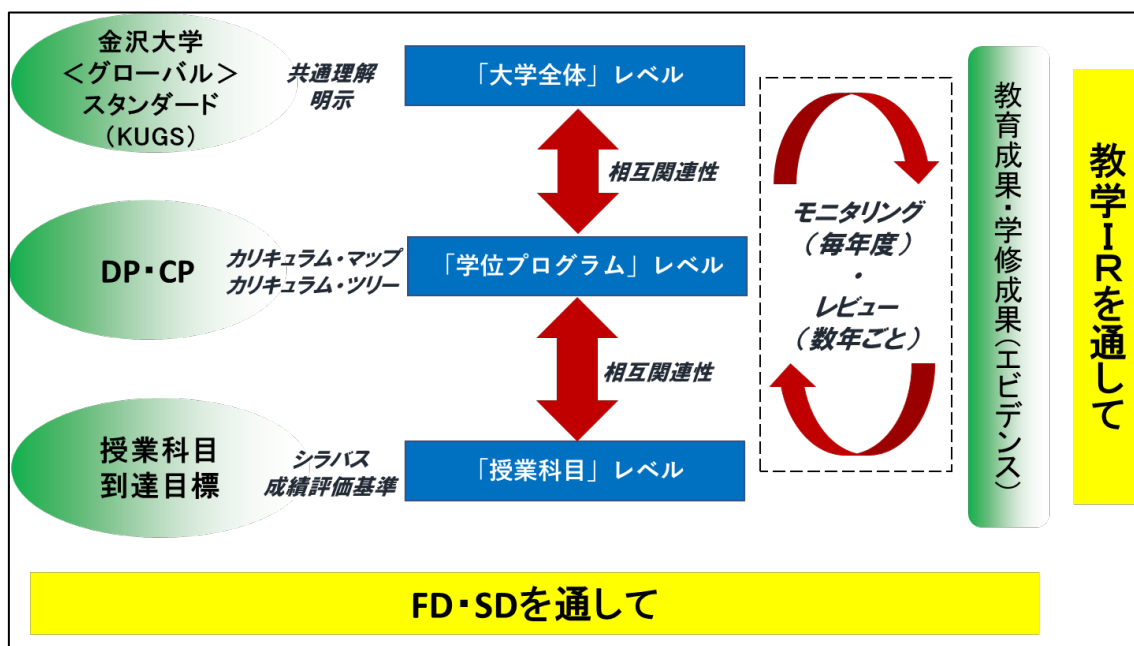 金沢大学
＜グローバル＞
スタンダード
（KUGS）
共通理解
明示
「大学全体」レベル
相互関連性
DP・CP
カリキュラム・マップ
カリキュラム・ツリー
「学位プログラム」レベル
相互関連性
授業科目
到達目標
シラバス
成績評価基準
「授業科目」レベル
モニタリング
（毎年度）
・
レビュー
（数年ごと）
教育成果・学修成果（エビデンス）
教学ＩＲを通して
FD・SDを通して